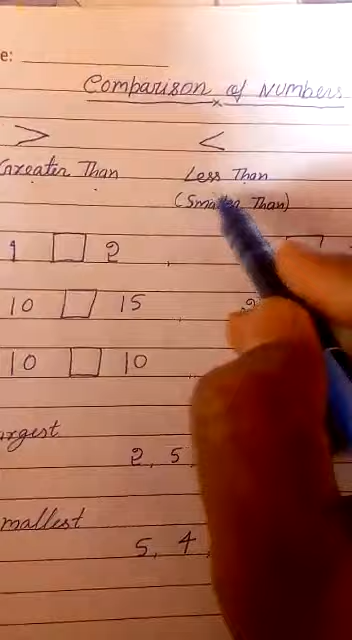 e:
Comparison of Numbers
> <
Greater Than Less Than
(Smaller Than)
1 □ 2
10 □ 15
10 □ 10
argest
2, 5
mallest
5, 4,